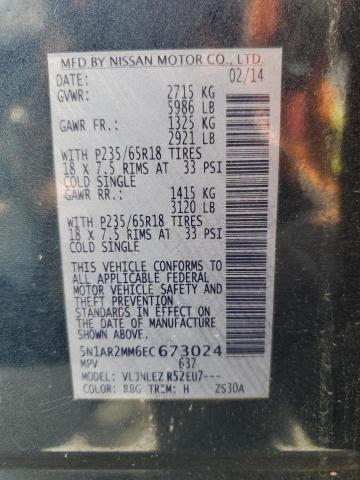 MFD BY NISSAN MOTOR CO., LTD.
DATE: 02/14
GVWR: 2715 KG
5986 LB
GAWR FR.: 1325 KG
2921 LB
WITH P235/65R18 TIRES
18 X 7.5 RIMS AT 33 PSI
COLD SINGLE
GAWR RR.: 1415 KG
3120 LB
WITH P235/65R18 TIRES
18 X 7.5 RIMS AT 33 PSI
COLD SINGLE
THIS VEHICLE CONFORMS TO
ALL APPLICABLE FEDERAL
MOTOR VEHICLE SAFETY AND
THEFT PREVENTION
STANDARDS IN EFFECT ON
THE DATE OF MANUFACTURE
SHOWN ABOVE.
5N1AR2MM6EC673024
MPV 637
MODEL: VLJNLEZ R52EU7---
COLOR: RBG TRIM: H ZS30A